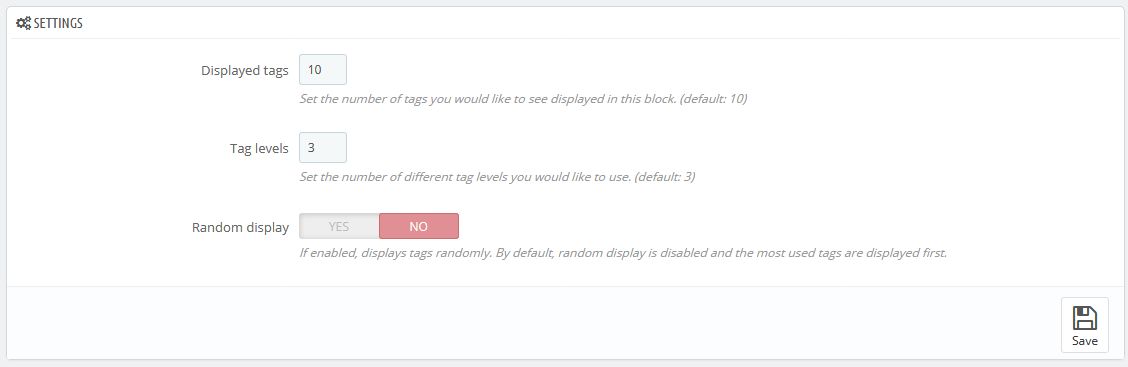 SETTINGS
Displayed tags 10
Set the number of tags you would like to see displayed in this block. (default: 10)
Tag levels 3
Set the number of different tag levels you would like to use. (default: 3)
Random display YES NO
If enabled, displays tags randomly. By default, random display is disabled and the most used tags are displayed first.
Save